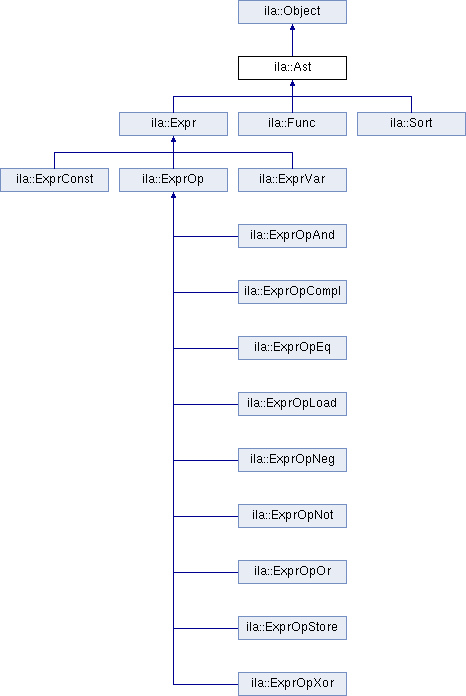 ila::Object
ila::Ast
ila::Expr
ila::Func
ila::Sort
ila::ExprConst
ila::ExprOp
ila::ExprVar
ila::ExprOpAnd
ila::ExprOpCompl
ila::ExprOpEq
ila::ExprOpLoad
ila::ExprOpNeg
ila::ExprOpNot
ila::ExprOpOr
ila::ExprOpStore
ila::ExprOpXor